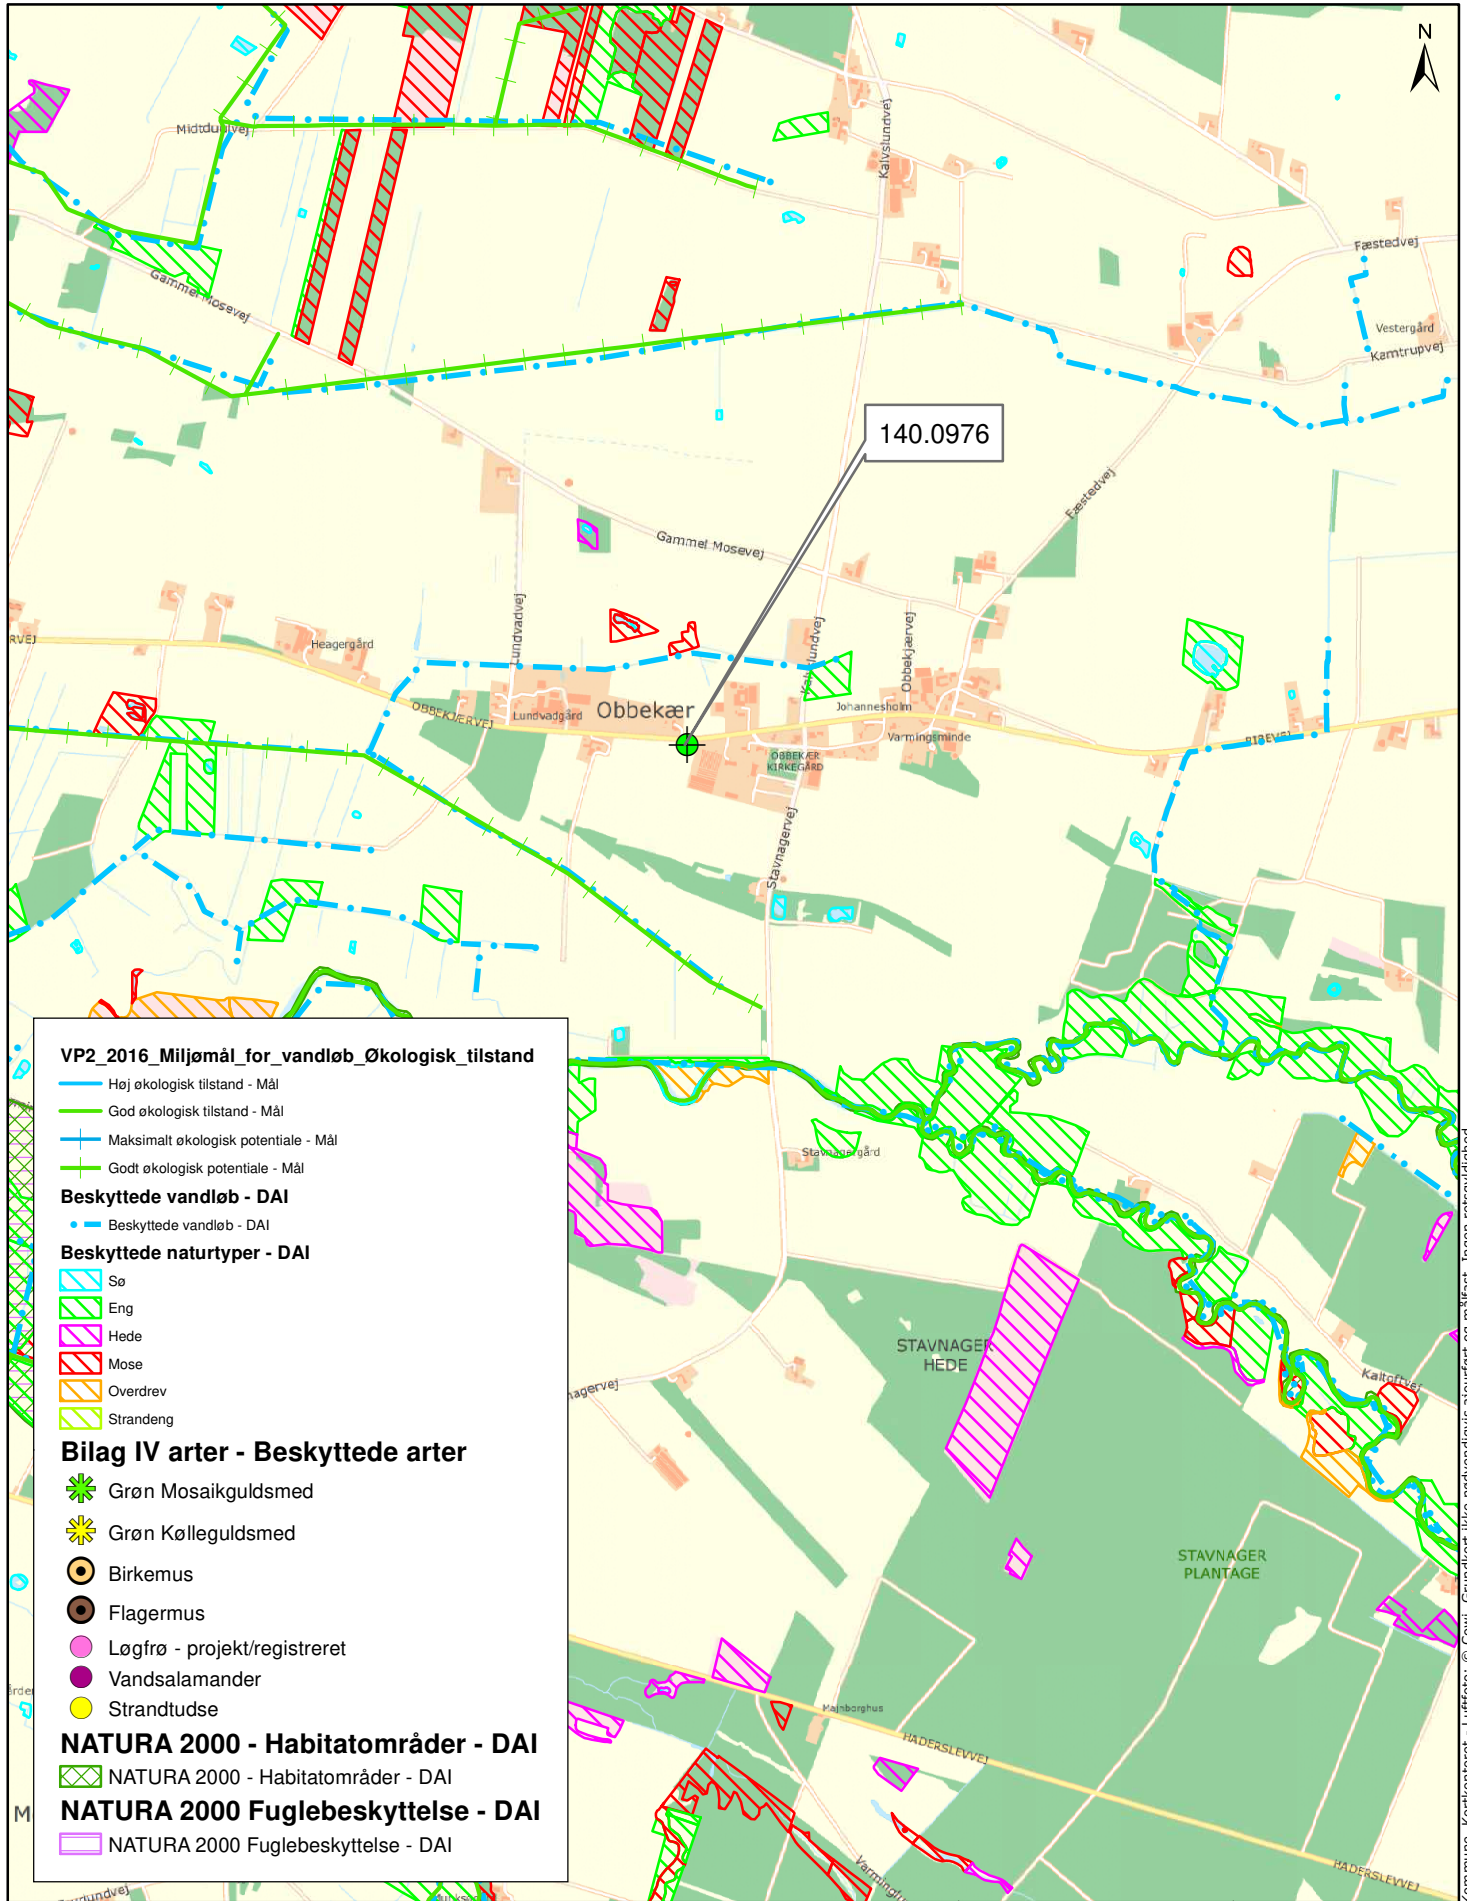 N
Midtdudvej
Kalvslundvej
Fæstedvej
Gammel Mosevej
Vestergård
Kamtrupvej
140.0976
Fæstedvej
Gammel Mosevej
RVEJ
Heagergård
Lundvadvej
Kalvslundvej
Obbekjærvej
OBBEKJÆRVEJ
Lundvadgård
Obbekær
Johannesholm
Varmingsminde
RIBEVEJ
OBBEKÆR
KIRKEGÅRD
Stavnagervej
VP2_2016_Miljømål_for_vandløb_Økologisk_tilstand
Høj økologisk tilstand - Mål
God økologisk tilstand - Mål
Maksimalt økologisk potentiale - Mål
Godt økologisk potentiale - Mål
Beskyttede vandløb - DAI
Beskyttede vandløb - DAI
Beskyttede naturtyper - DAI
Sø
Eng
Hede
Mose
Overdrev
Strandeng
Bilag IV arter - Beskyttede arter
Grøn Mosaikguldsmed
Grøn Kølleguldsmed
Birkemus
Flagermus
Løgfrø - projekt/registreret
Vandsalamander
Strandtudse
NATURA 2000 - Habitatområder - DAI
NATURA 2000 - Habitatområder - DAI
NATURA 2000 Fuglebeskyttelse - DAI
NATURA 2000 Fuglebeskyttelse - DAI
Stavnagergård
STAVNAGER
HEDE
nagervej
Kaltoftvej
STAVNAGER
PLANTAGE
Majnborghus
HADERSLEVVEJ
HADERSLEVVEJ
M